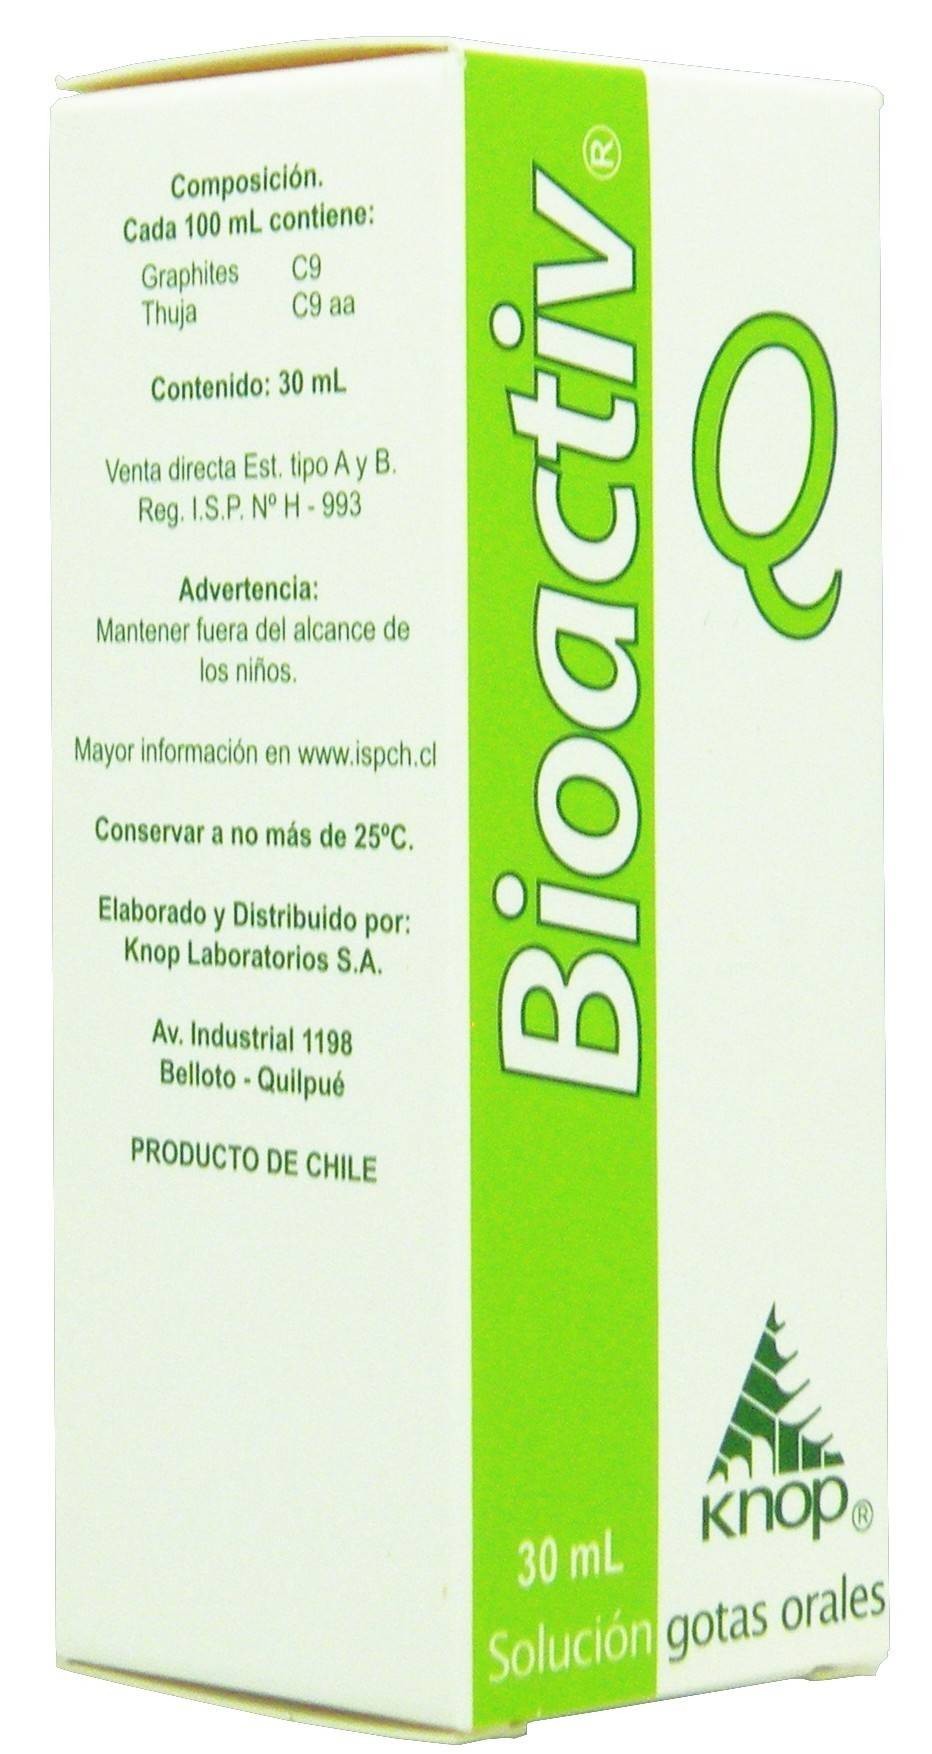 Composición.
Cada 100 mL contiene:
Graphites C9
Thuja C9 aa
Contenido: 30 mL
Venta directa Est. tipo A y B.
Reg. I.S.P. Nº H - 993
Advertencia:
Mantener fuera del alcance de
los niños.
Mayor información en www.ispch.cl
Conservar a no más de 25ºC.
Elaborado y Distribuido por:
Knop Laboratorios S.A.
Av. Industrial 1198
Belloto - Quilpué
PRODUCTO DE CHILE
Bioactiv®
Q
knop®
30 mL
Solución gotas orales